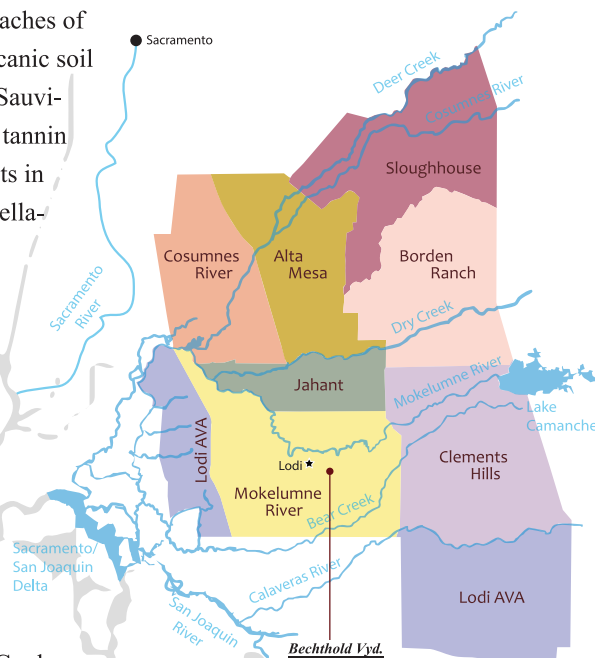 aches of
canic soil
Sauvi-
tannin
ts in
ella-
Sacramento
Deer Creek
Cosumnes River
Sloughhouse
Cosumnes
River
Alta
Mesa
Borden
Ranch
Sacramento
River
Dry Creek
Jahant
Mokelumne River
Lake
Camanche
Lodi AVA
Lodi
Mokelumne
River
Clements
Hills
Bear Creek
Sacramento/
San Joaquin
Delta
Calaveras River
San Joaquin
River
Lodi AVA
Bechthold Vyd.